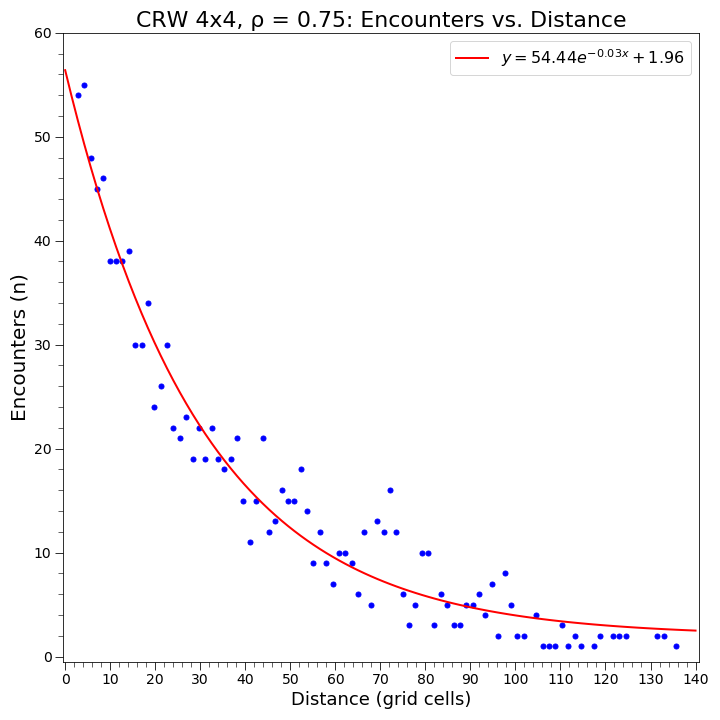 CRW 4x4, ρ = 0.75: Encounters vs. Distance
y = 54.44e^{-0.03x} + 1.96
Encounters (n)
60
50
40
30
20
10
0
0 10 20 30 40 50 60 70 80 90 100 110 120 130 140
Distance (grid cells)